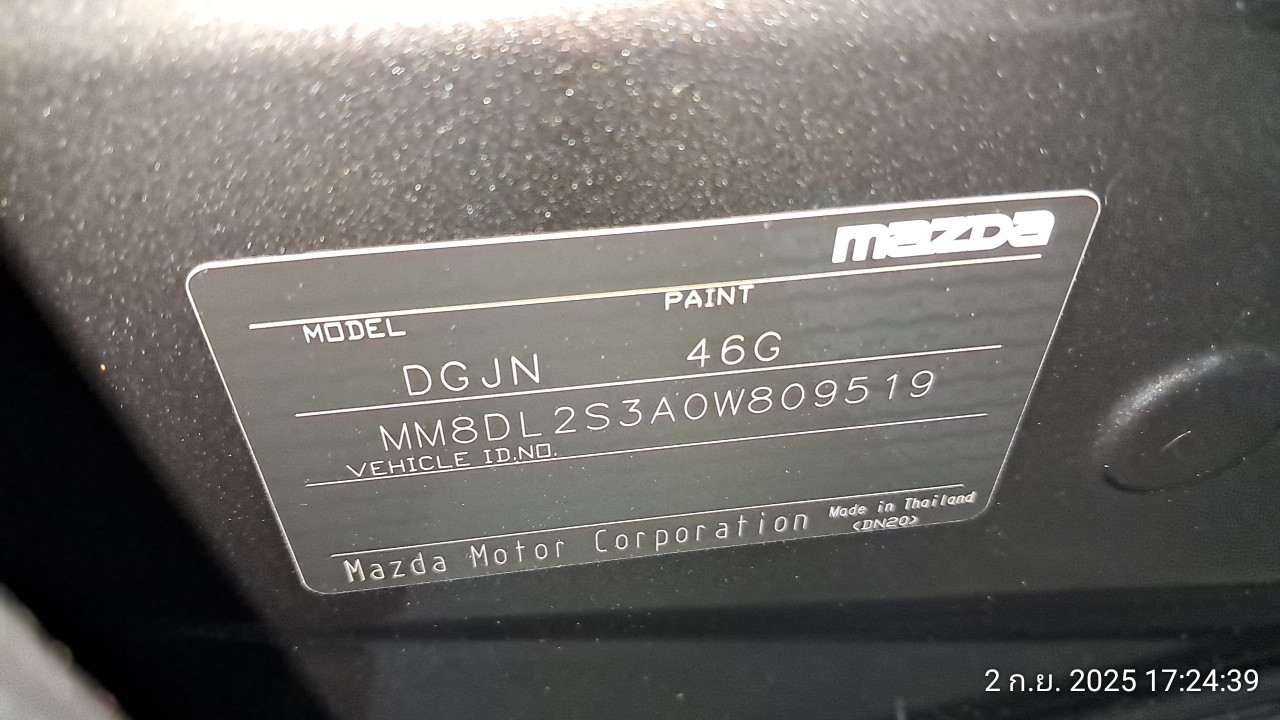 mazda
MODEL PAINT
DGJN 46G
MM8DL2S3A0W809519
VEHICLE ID.NO.
Mazda Motor Corporation Made in Thailand
<DN20>
2 ก.ย. 2025 17:24:39